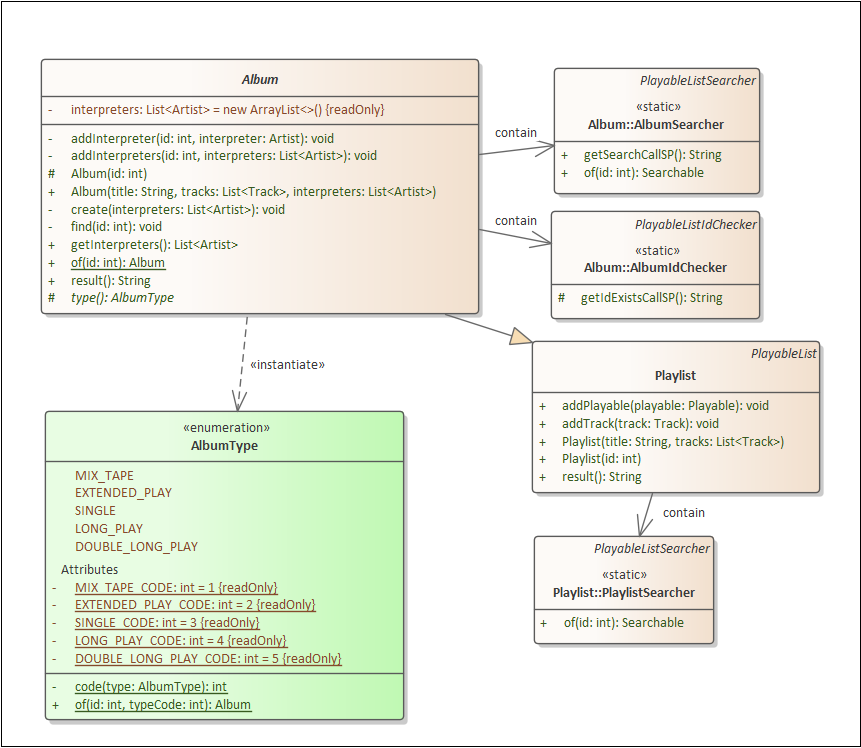 Album
- interpreters: List<Artist> = new ArrayList<>() {readOnly}
- addInterpreter(id: int, interpreter: Artist): void
- addInterpreters(id: int, interpreters: List<Artist>): void
# Album(id: int)
+ Album(title: String, tracks: List<Track>, interpreters: List<Artist>)
- create(interpreters: List<Artist>): void
- find(id: int): void
+ getInterpreters(): List<Artist>
+ of(id: int): Album
+ result(): String
# type(): AlbumType
contain
PlayableListSearcher
«static»
Album::AlbumSearcher
+ getSearchCallSP(): String
+ of(id: int): Searchable
contain
PlayableListIdChecker
«static»
Album::AlbumIdChecker
# getIdExistsCallSP(): String
«instantiate»
PlayableList
Playlist
+ addPlayable(playable: Playable): void
+ addTrack(track: Track): void
+ Playlist(title: String, tracks: List<Track>)
+ Playlist(id: int)
+ result(): String
contain
PlayableListSearcher
«static»
Playlist::PlaylistSearcher
+ of(id: int): Searchable
«enumeration»
AlbumType
MIX_TAPE
EXTENDED_PLAY
SINGLE
LONG_PLAY
DOUBLE_LONG_PLAY
Attributes
- MIX_TAPE_CODE: int = 1 {readOnly}
- EXTENDED_PLAY_CODE: int = 2 {readOnly}
- SINGLE_CODE: int = 3 {readOnly}
- LONG_PLAY_CODE: int = 4 {readOnly}
- DOUBLE_LONG_PLAY_CODE: int = 5 {readOnly}
- code(type: AlbumType): int
+ of(id: int, typeCode: int): Album